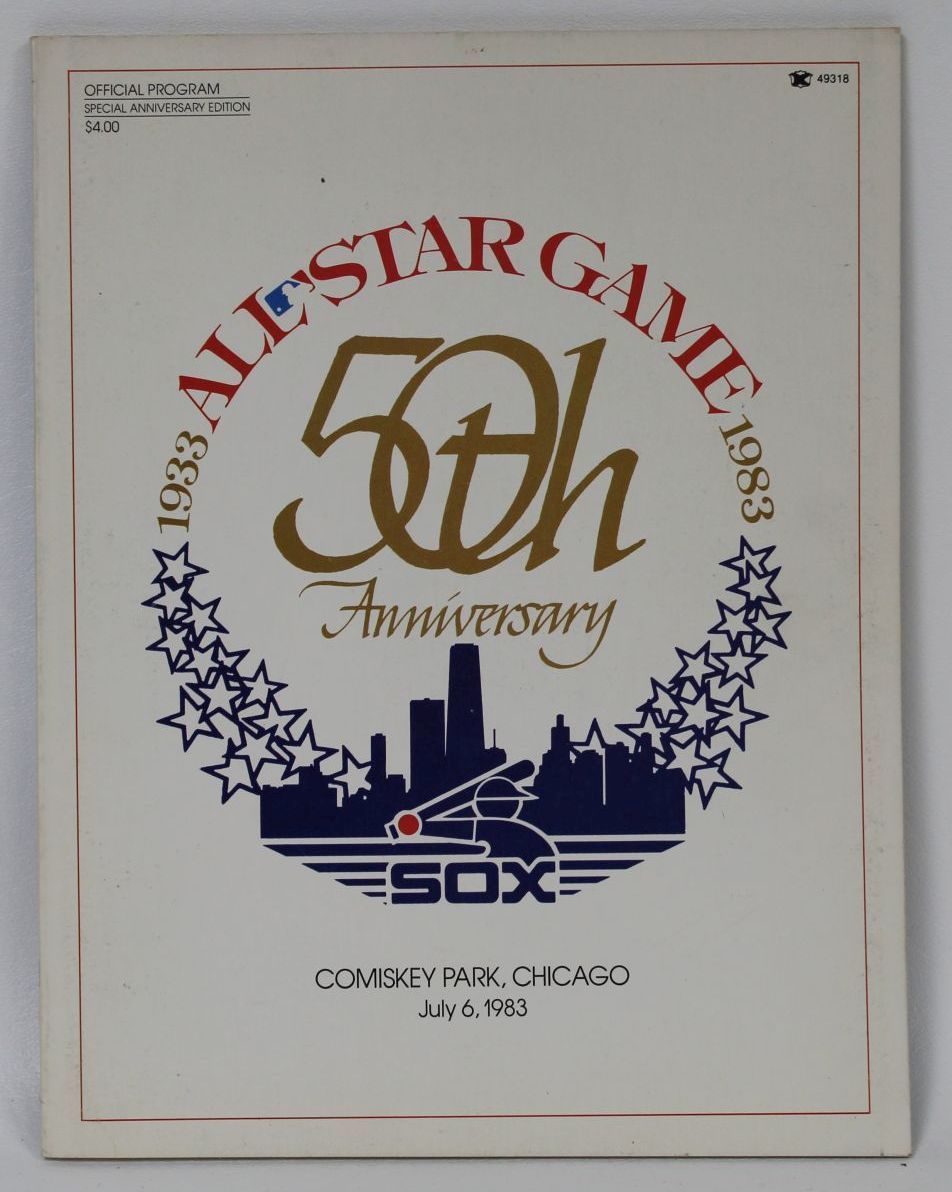 OFFICIAL PROGRAM
SPECIAL ANNIVERSARY EDITION
$4.00
49318
ALL STAR GAME
1933
1983
50th
Anniversary
SOX
COMISKEY PARK, CHICAGO
July 6, 1983